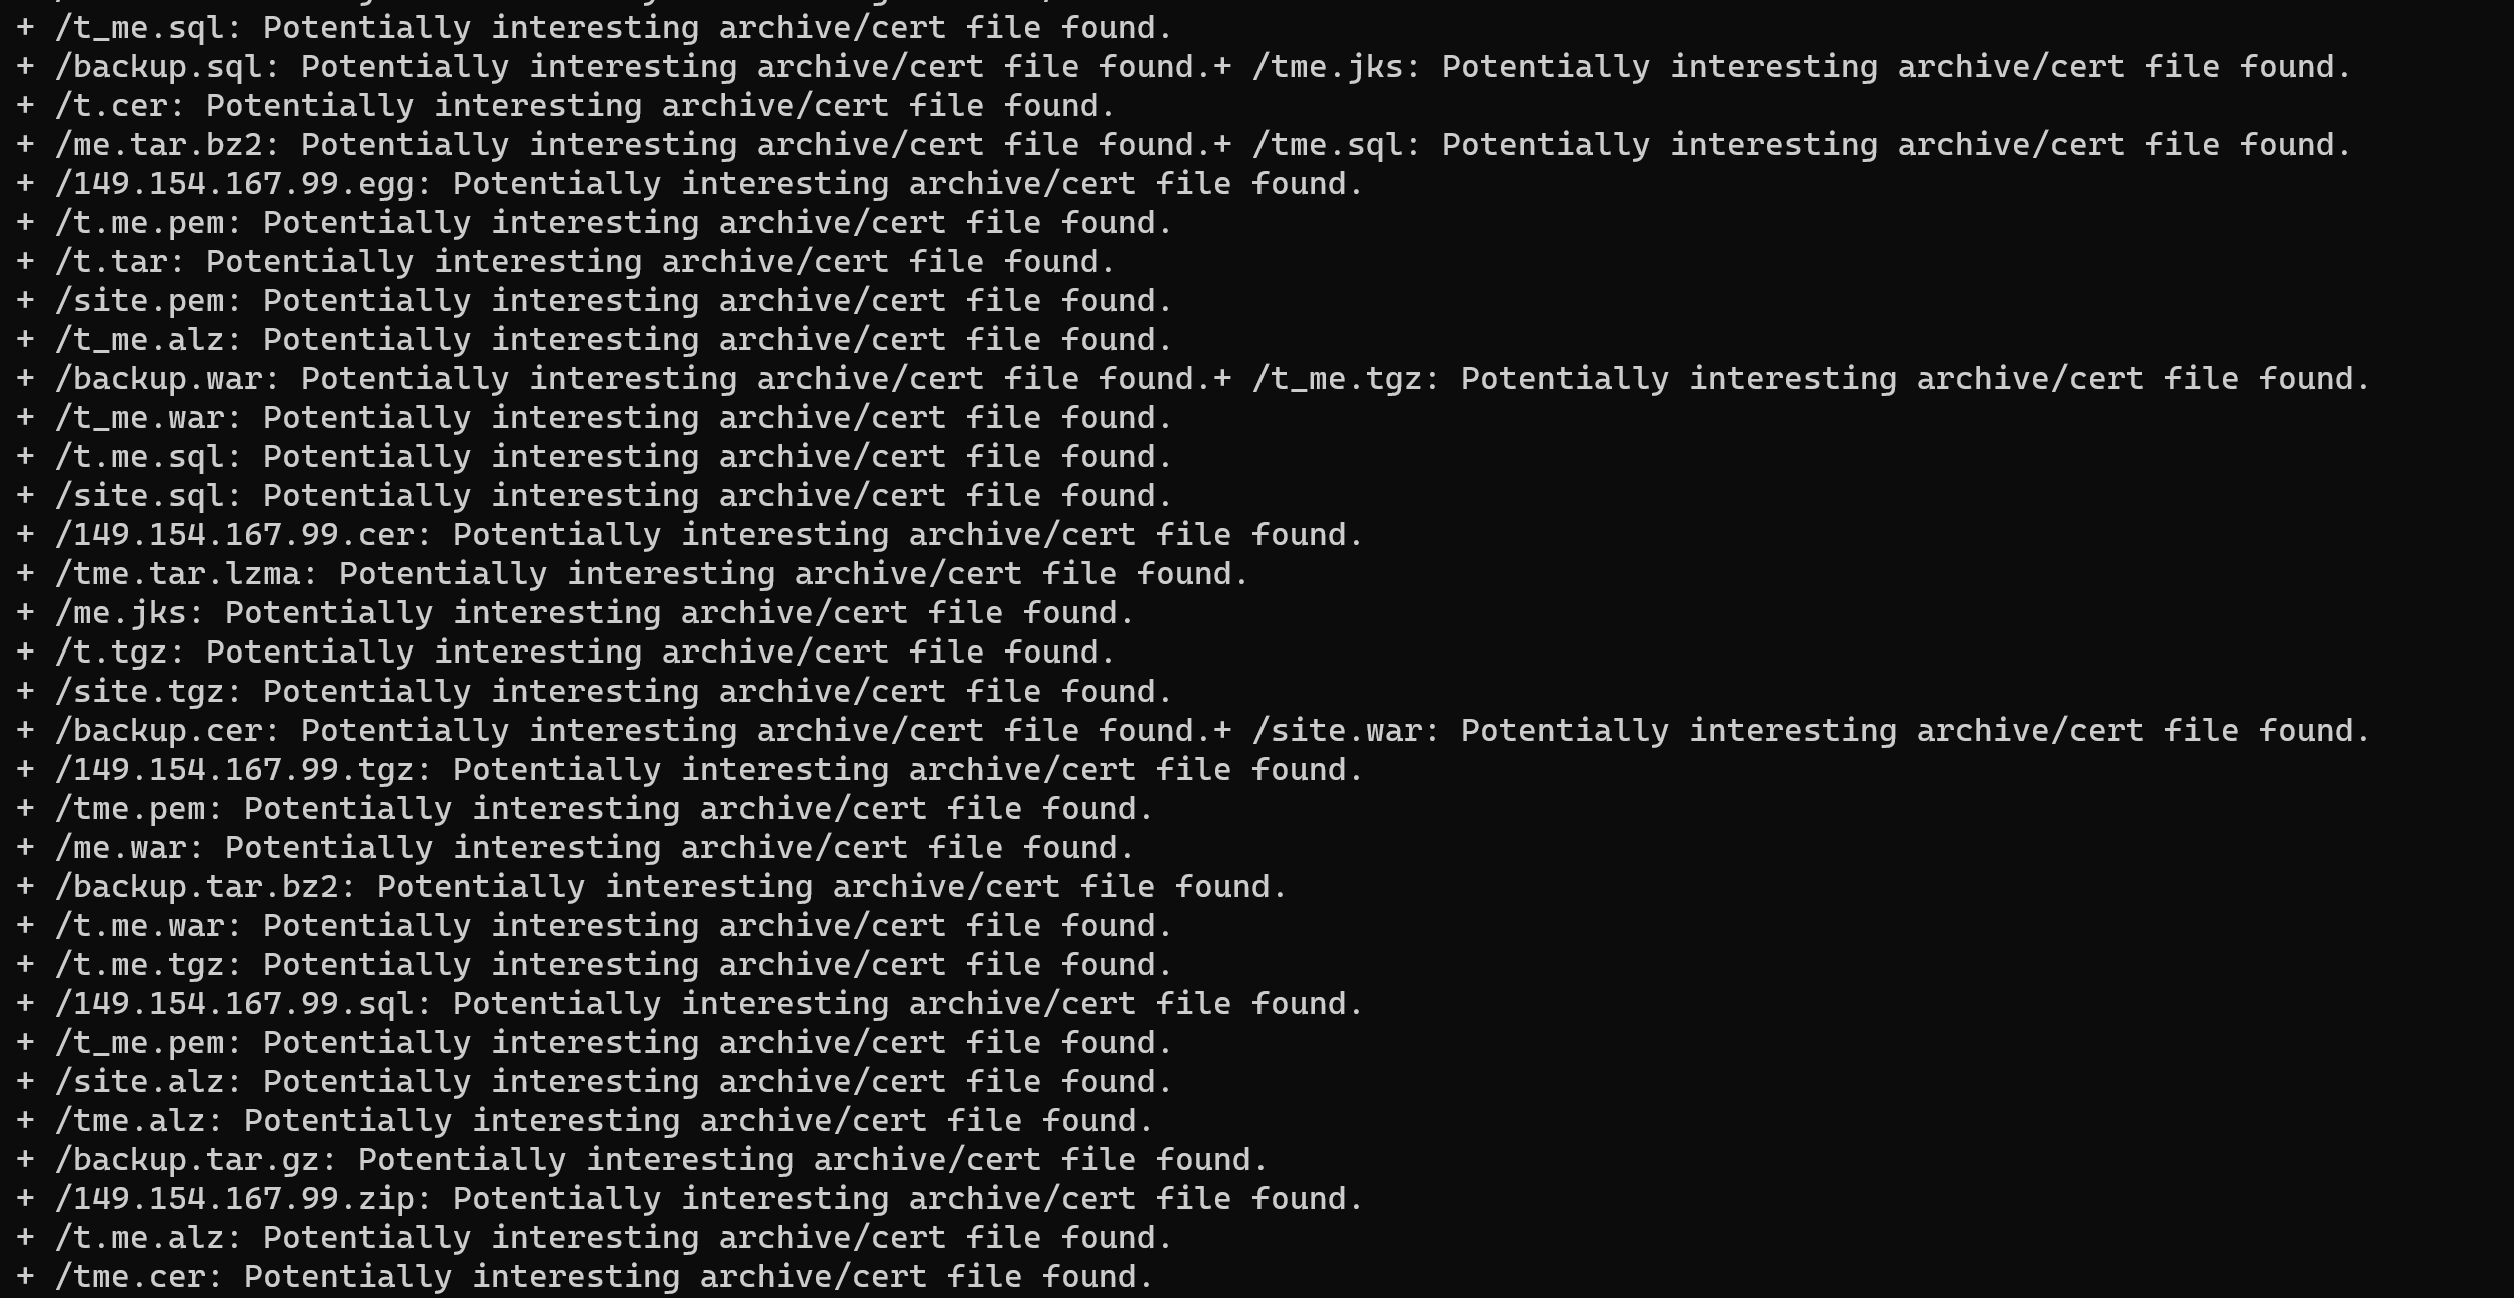 + /t_me.sql: Potentially interesting archive/cert file found.
+ /backup.sql: Potentially interesting archive/cert file found.+ /tme.jks: Potentially interesting archive/cert file found.
+ /t.cer: Potentially interesting archive/cert file found.
+ /me.tar.bz2: Potentially interesting archive/cert file found.+ /tme.sql: Potentially interesting archive/cert file found.
+ /149.154.167.99.egg: Potentially interesting archive/cert file found.
+ /t.me.pem: Potentially interesting archive/cert file found.
+ /t.tar: Potentially interesting archive/cert file found.
+ /site.pem: Potentially interesting archive/cert file found.
+ /t_me.alz: Potentially interesting archive/cert file found.
+ /backup.war: Potentially interesting archive/cert file found.+ /t_me.tgz: Potentially interesting archive/cert file found.
+ /t_me.war: Potentially interesting archive/cert file found.
+ /t.me.sql: Potentially interesting archive/cert file found.
+ /site.sql: Potentially interesting archive/cert file found.
+ /149.154.167.99.cer: Potentially interesting archive/cert file found.
+ /tme.tar.lzma: Potentially interesting archive/cert file found.
+ /me.jks: Potentially interesting archive/cert file found.
+ /t.tgz: Potentially interesting archive/cert file found.
+ /site.tgz: Potentially interesting archive/cert file found.
+ /backup.cer: Potentially interesting archive/cert file found.+ /site.war: Potentially interesting archive/cert file found.
+ /149.154.167.99.tgz: Potentially interesting archive/cert file found.
+ /tme.pem: Potentially interesting archive/cert file found.
+ /me.war: Potentially interesting archive/cert file found.
+ /backup.tar.bz2: Potentially interesting archive/cert file found.
+ /t.me.war: Potentially interesting archive/cert file found.
+ /t.me.tgz: Potentially interesting archive/cert file found.
+ /149.154.167.99.sql: Potentially interesting archive/cert file found.
+ /t_me.pem: Potentially interesting archive/cert file found.
+ /site.alz: Potentially interesting archive/cert file found.
+ /tme.alz: Potentially interesting archive/cert file found.
+ /backup.tar.gz: Potentially interesting archive/cert file found.
+ /149.154.167.99.zip: Potentially interesting archive/cert file found.
+ /t.me.alz: Potentially interesting archive/cert file found.
+ /tme.cer: Potentially interesting archive/cert file found.